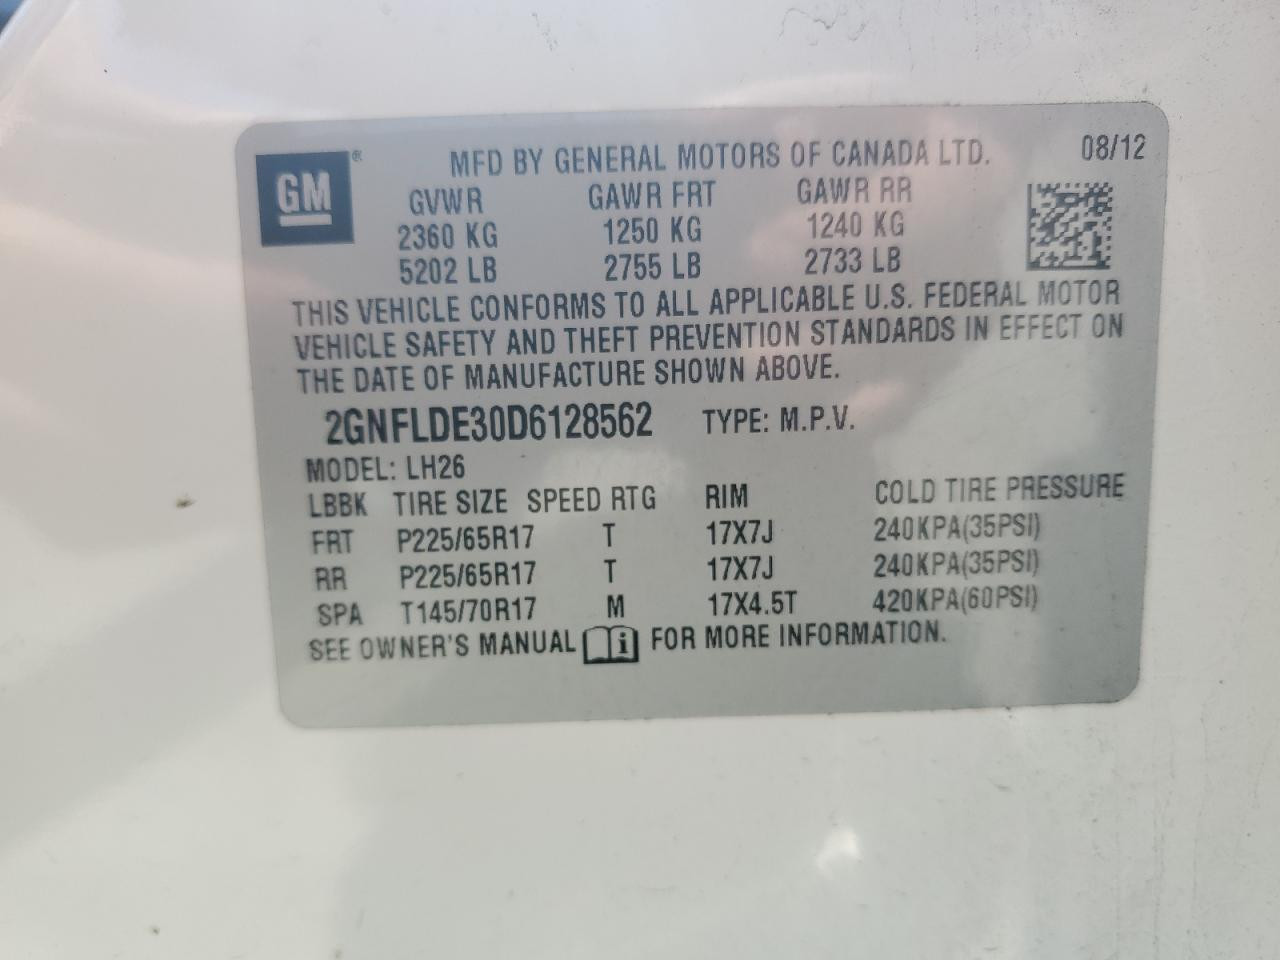 GM ® MFD BY GENERAL MOTORS OF CANADA LTD. 08/12
GVWR GAWR FRT GAWR RR
2360 KG 1250 KG 1240 KG
5202 LB 2755 LB 2733 LB
THIS VEHICLE CONFORMS TO ALL APPLICABLE U.S. FEDERAL MOTOR
VEHICLE SAFETY AND THEFT PREVENTION STANDARDS IN EFFECT ON
THE DATE OF MANUFACTURE SHOWN ABOVE.
2GNFLDE30D6128562 TYPE: M.P.V.
MODEL: LH26
LBBK TIRE SIZE SPEED RTG RIM COLD TIRE PRESSURE
FRT P225/65R17 T 17X7J 240KPA(35PSI)
RR P225/65R17 T 17X7J 240KPA(35PSI)
SPA T145/70R17 M 17X4.5T 420KPA(60PSI)
SEE OWNER'S MANUAL i FOR MORE INFORMATION.